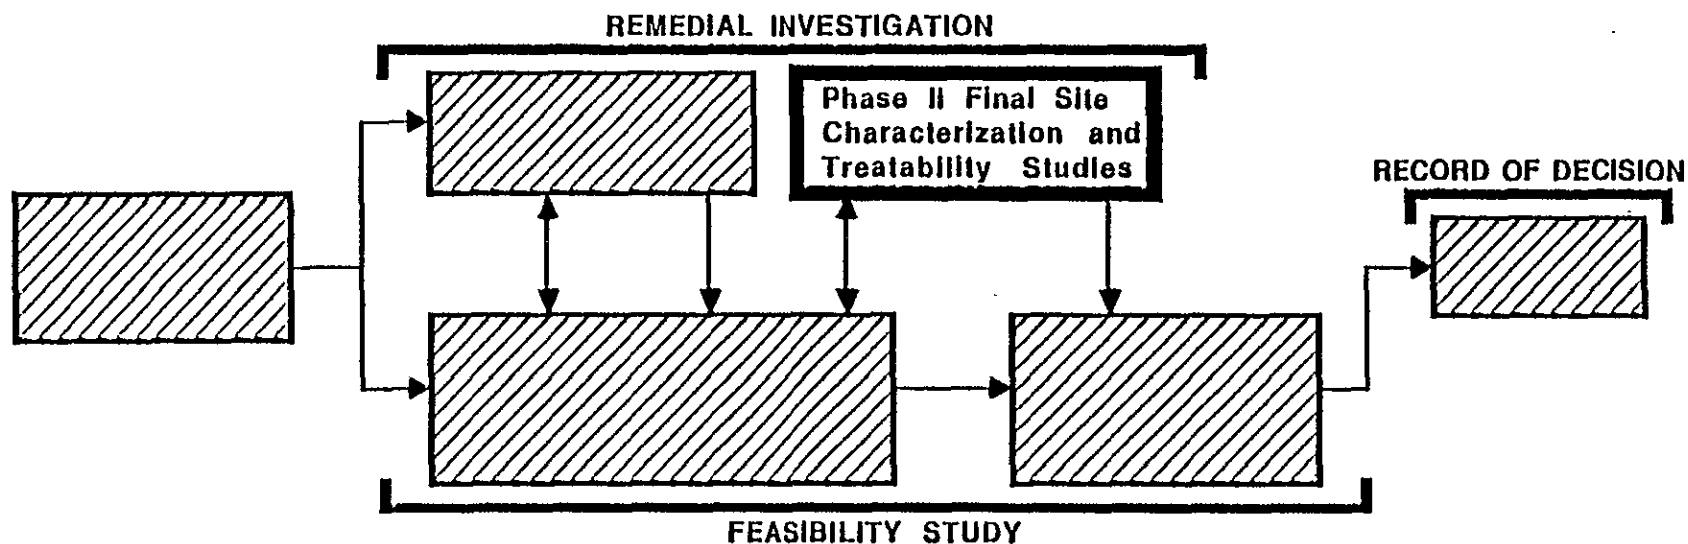 REMEDIAL INVESTIGATION
Phase II Final Site
Characterization and
Treatability Studies
RECORD OF DECISION
FEASIBILITY STUDY